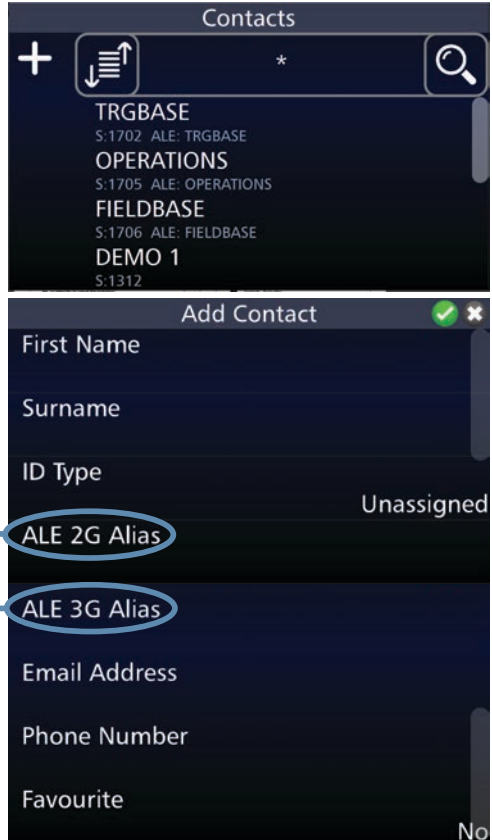 Contacts
*
TRGBASE
S:1702 ALE: TRGBASE
OPERATIONS
S:1705 ALE: OPERATIONS
FIELDBASE
S:1706 ALE: FIELDBASE
DEMO 1
S:1312
Add Contact
First Name
Surname
ID Type
Unassigned
ALE 2G Alias
ALE 3G Alias
Email Address
Phone Number
Favourite
No